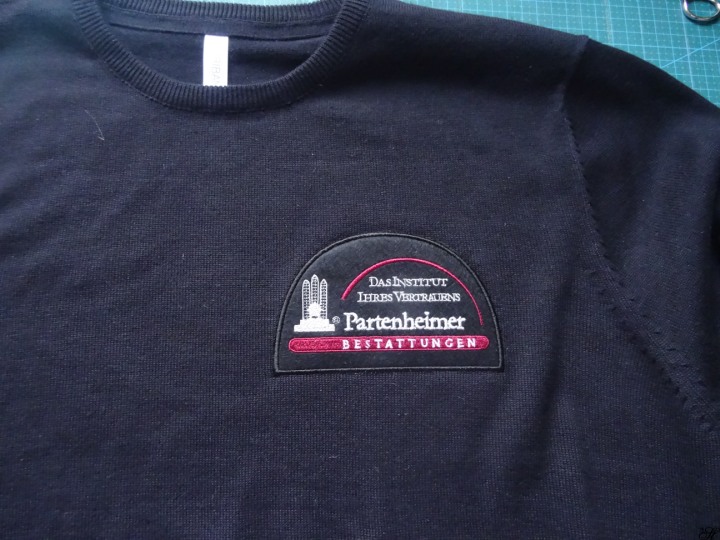 DAS INSTITUT
IHRES VERTRAUENS
® Partenheimer
BESTATTUNGEN